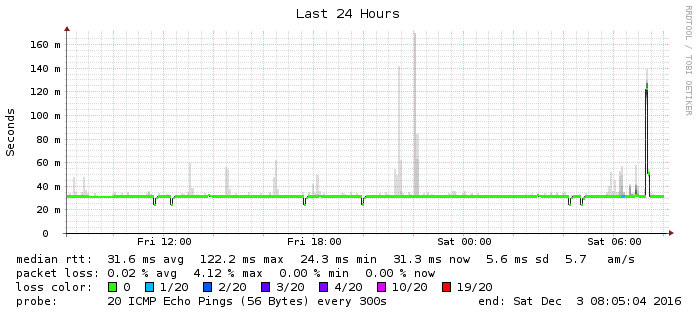 Last 24 Hours
RRDTOOL / TOBI OETIKER
Seconds
160 m
140 m
120 m
100 m
80 m
60 m
40 m
20 m
0
Fri 12:00 Fri 18:00 Sat 00:00 Sat 06:00
median rtt: 31.6 ms avg 122.2 ms max 24.3 ms min 31.3 ms now 5.6 ms sd 5.7 am/s
packet loss: 0.02 % avg 4.12 % max 0.00 % min 0.00 % now
loss color: 0 1/20 2/20 3/20 4/20 10/20 19/20
probe: 20 ICMP Echo Pings (56 Bytes) every 300s end: Sat Dec 3 08:05:04 2016